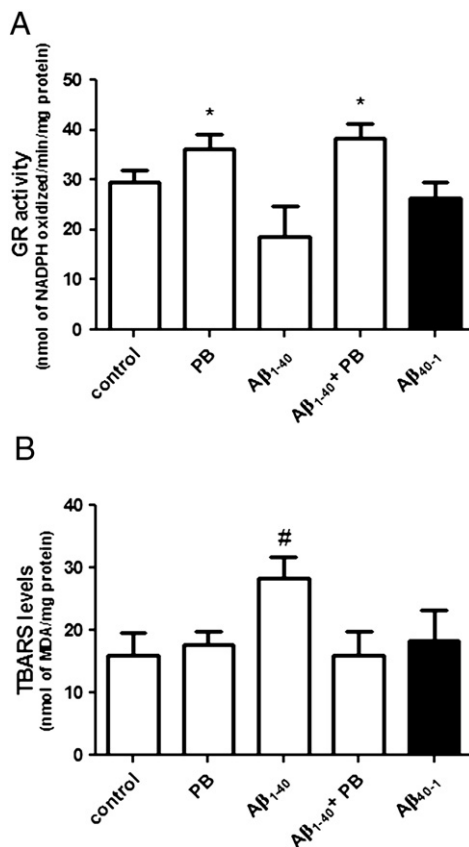 A
GR activity
(nmol of NADPH oxidized/min/mg protein)
50
40
30
20
10
0
*
*
control
PB
Aβ1-40
Aβ1-40+ PB
Aβ40-1
B
TBARS levels
(nmol of MDA/mg protein)
40
30
20
10
0
#
control
PB
Aβ1-40
Aβ1-40+ PB
Aβ40-1